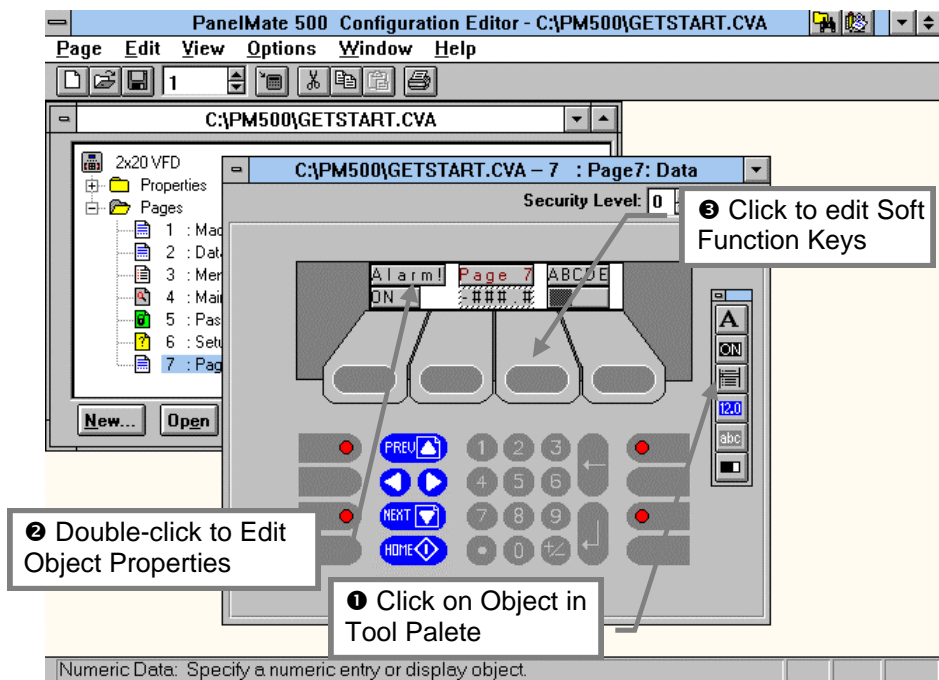 PanelMate 500 Configuration Editor - C:\PM500\GETSTART.CVA
Page Edit View Options Window Help
1
C:\PM500\GETSTART.CVA
2x20 VFD
Properties
Pages
1 : Mac
2 : Data
3 : Men
4 : Mai
5 : Pas
6 : Setu
7 : Pag
New... Open
C:\PM500\GETSTART.CVA – 7 : Page7: Data
Security Level: 0
❸ Click to edit Soft
Function Keys
Alarm! Page 7 ABCDE
ON -###.#
A
ON
12.0
abc
PREV 1 2 3
4 5 6
NEXT 7 8 9
HOME • 0 +/-
❷ Double-click to Edit
Object Properties
❶ Click on Object in
Tool Palete
Numeric Data: Specify a numeric entry or display object.